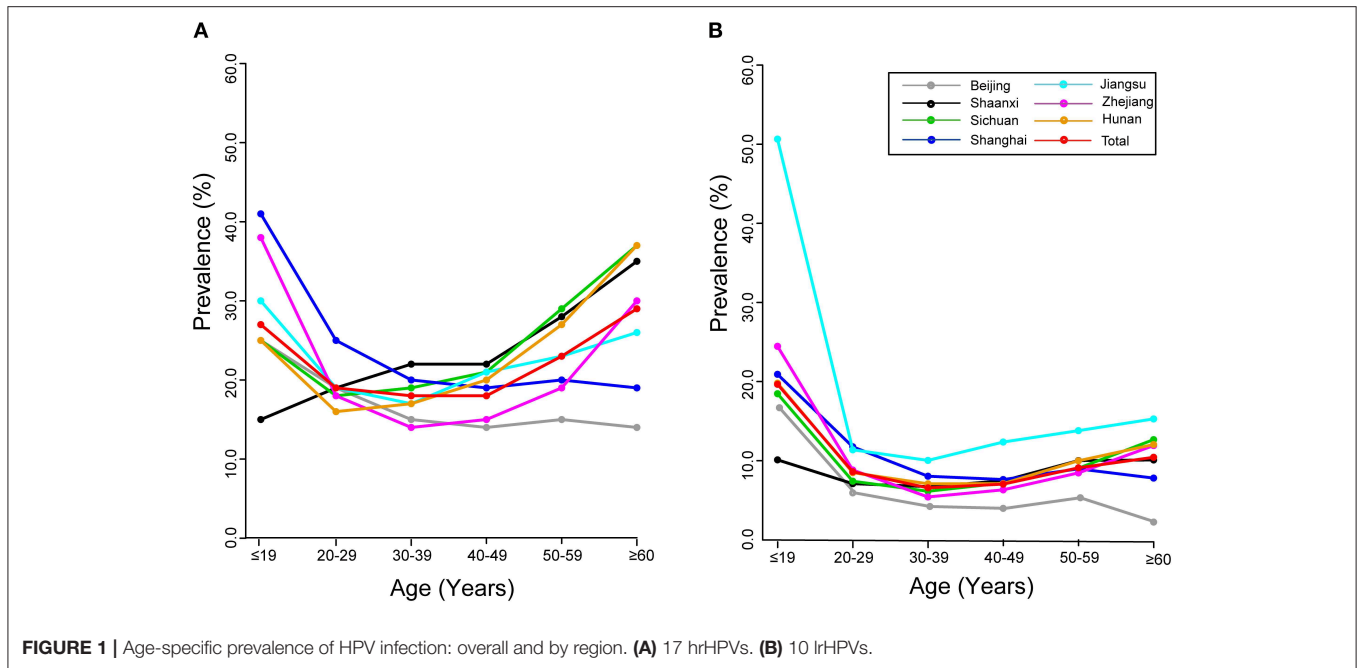 A
Prevalence (%)
60.0
50.0
40.0
30.0
20.0
10.0
0.0
≤19 20-29 30-39 40-49 50-59 ≥60
Age (Years)
B
Prevalence (%)
60.0
50.0
40.0
30.0
20.0
10.0
0.0
≤19 20-29 30-39 40-49 50-59 ≥60
Age (Years)
Beijing Jiangsu
Shaanxi Zhejiang
Sichuan Hunan
Shanghai Total
FIGURE 1 | Age-specific prevalence of HPV infection: overall and by region. (A) 17 hrHPVs. (B) 10 lrHPVs.